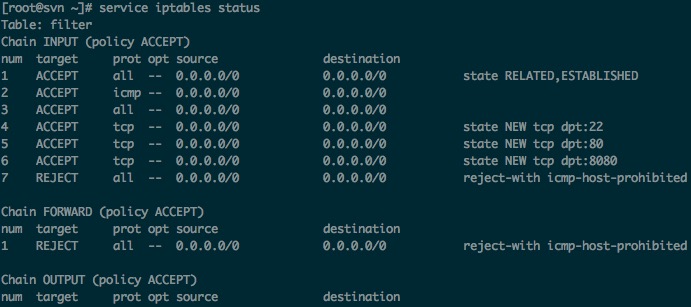 [root@svn ~]# service iptables status
Table: filter
Chain INPUT (policy ACCEPT)
num  target     prot opt source               destination
1    ACCEPT     all  --  0.0.0.0/0            0.0.0.0/0           state RELATED,ESTABLISHED
2    ACCEPT     icmp --  0.0.0.0/0            0.0.0.0/0
3    ACCEPT     all  --  0.0.0.0/0            0.0.0.0/0
4    ACCEPT     tcp  --  0.0.0.0/0            0.0.0.0/0           state NEW tcp dpt:22
5    ACCEPT     tcp  --  0.0.0.0/0            0.0.0.0/0           state NEW tcp dpt:80
6    ACCEPT     tcp  --  0.0.0.0/0            0.0.0.0/0           state NEW tcp dpt:8080
7    REJECT     all  --  0.0.0.0/0            0.0.0.0/0           reject-with icmp-host-prohibited
Chain FORWARD (policy ACCEPT)
num  target     prot opt source               destination
1    REJECT     all  --  0.0.0.0/0            0.0.0.0/0           reject-with icmp-host-prohibited
Chain OUTPUT (policy ACCEPT)
num  target     prot opt source               destination